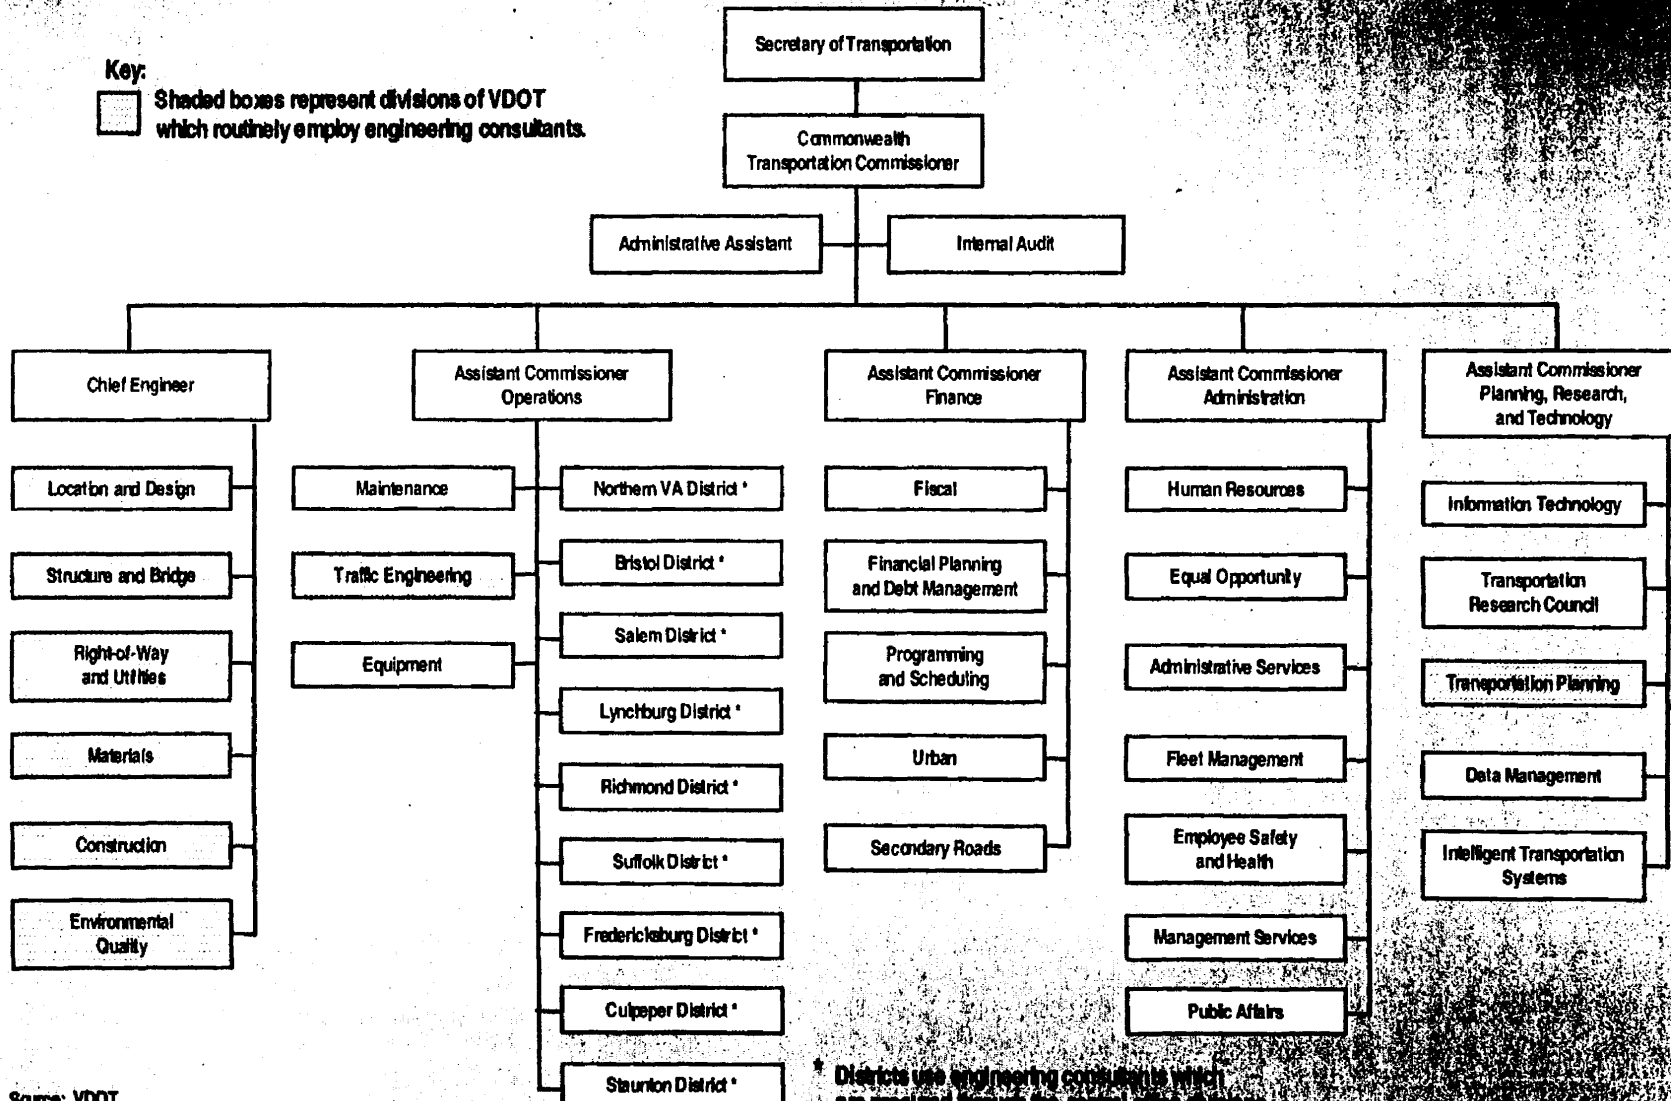 Secretary of Transportation
Key:
Shaded boxes represent divisions of VDOT
which routinely employ engineering consultants.
Commonwealth
Transportation Commissioner
Administrative Assistant
Internal Audit
Chief Engineer
Assistant Commissioner
Operations
Assistant Commissioner
Finance
Assistant Commissioner
Administration
Assistant Commissioner
Planning, Research,
and Technology
Location and Design
Structure and Bridge
Right-of-Way
and Utilities
Materials
Construction
Environmental
Quality
Maintenance
Traffic Engineering
Equipment
Northern VA District *
Bristol District *
Salem District *
Lynchburg District *
Richmond District *
Suffolk District *
Fredericksburg District *
Culpeper District *
Staunton District *
Fiscal
Financial Planning
and Debt Management
Programming
and Scheduling
Urban
Secondary Roads
Human Resources
Equal Opportunity
Administrative Services
Fleet Management
Employee Safety
and Health
Management Services
Public Affairs
Information Technology
Transportation
Research Council
Transportation Planning
Data Management
Intelligent Transportation
Systems
* Districts use engineering consultants which
Source: VDOT